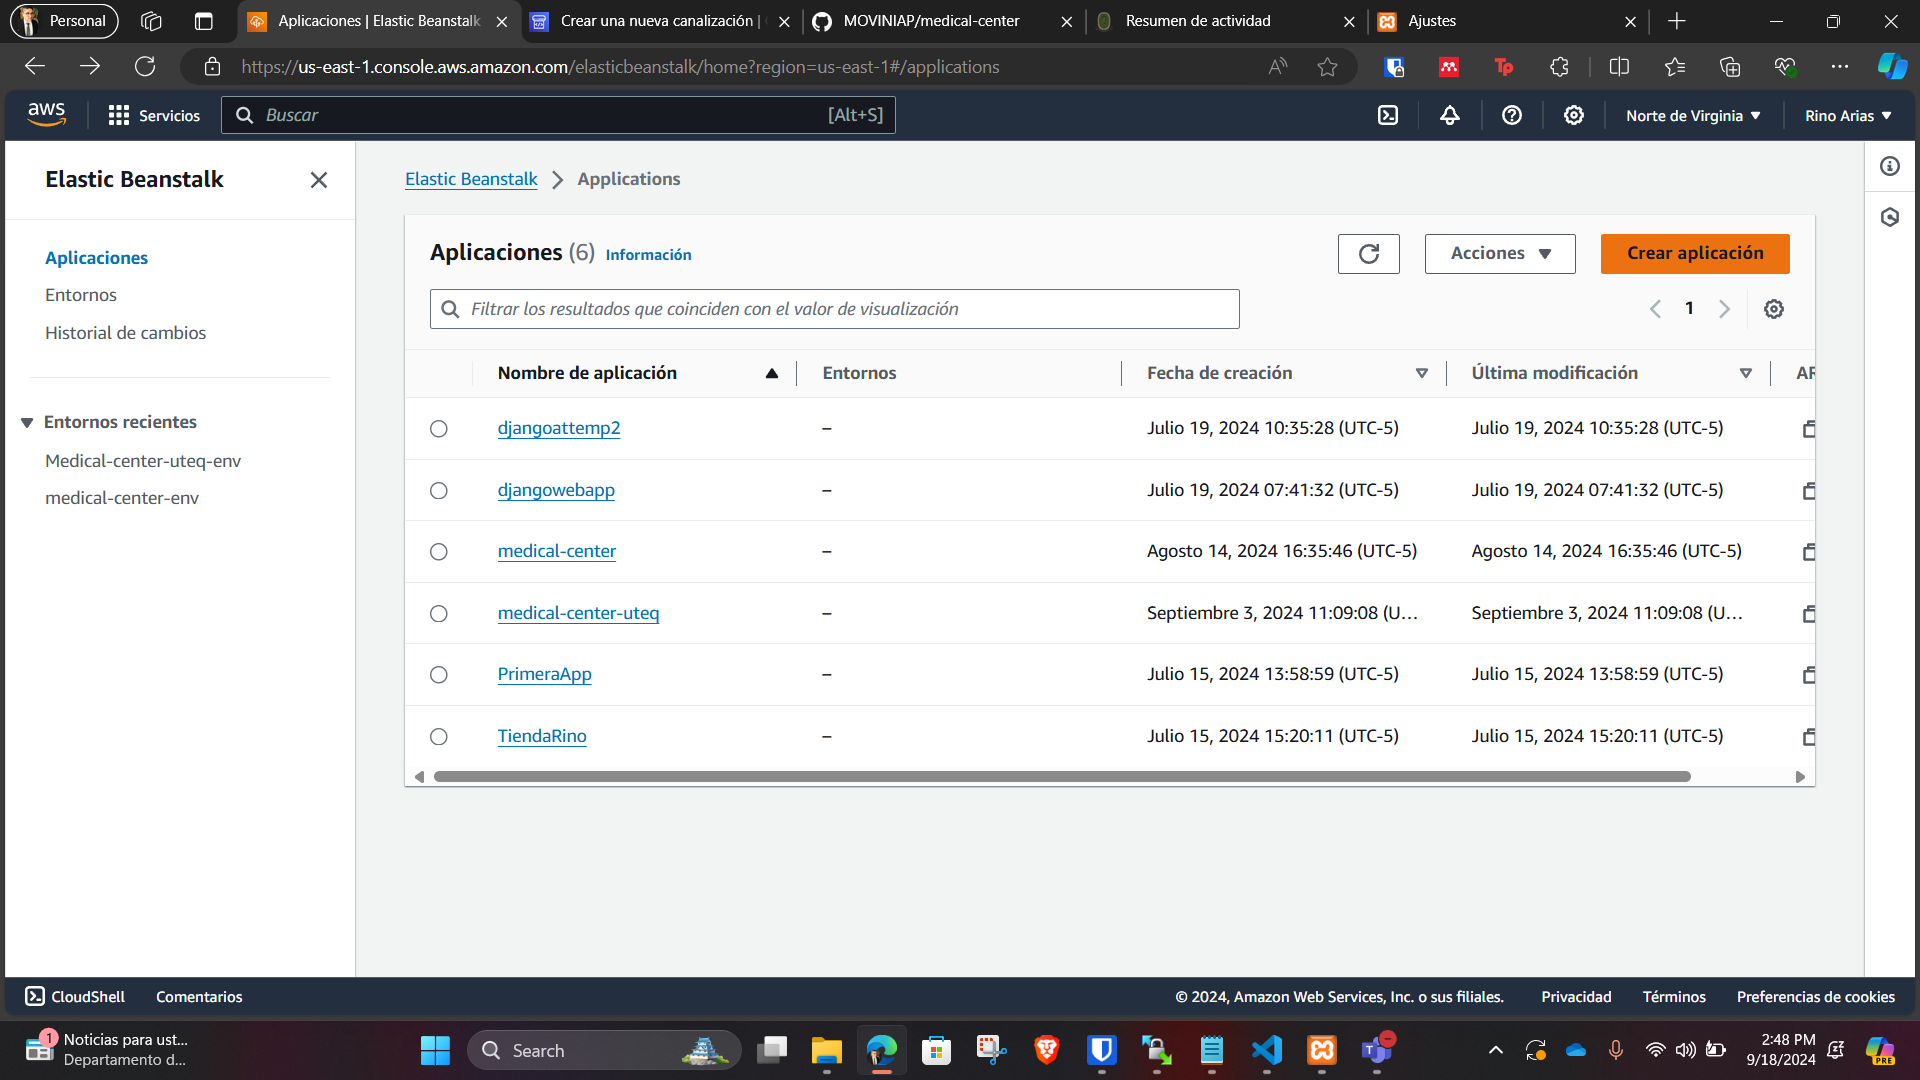 Personal
Aplicaciones | Elastic Beanstalk
Crear una nueva canalización |
MOVINIAP/medical-center
Resumen de actividad
Ajustes
https://us-east-1.console.aws.amazon.com/elasticbeanstalk/home?region=us-east-1#/applications
aws
Servicios
Buscar
[Alt+S]
Norte de Virginia
Rino Arias
Elastic Beanstalk
Aplicaciones
Entornos
Historial de cambios
Entornos recientes
Medical-center-uteq-env
medical-center-env
Elastic Beanstalk
Applications
Aplicaciones (6) Información
Acciones
Crear aplicación
Filtrar los resultados que coinciden con el valor de visualización
1
Nombre de aplicación Entornos Fecha de creación Última modificación AR
djangoattemp2 – Julio 19, 2024 10:35:28 (UTC-5) Julio 19, 2024 10:35:28 (UTC-5)
djangowebapp – Julio 19, 2024 07:41:32 (UTC-5) Julio 19, 2024 07:41:32 (UTC-5)
medical-center – Agosto 14, 2024 16:35:46 (UTC-5) Agosto 14, 2024 16:35:46 (UTC-5)
medical-center-uteq – Septiembre 3, 2024 11:09:08 (U... Septiembre 3, 2024 11:09:08 (U...
PrimeraApp – Julio 15, 2024 13:58:59 (UTC-5) Julio 15, 2024 13:58:59 (UTC-5)
TiendaRino – Julio 15, 2024 15:20:11 (UTC-5) Julio 15, 2024 15:20:11 (UTC-5)
CloudShell
Comentarios
© 2024, Amazon Web Services, Inc. o sus filiales.
Privacidad
Términos
Preferencias de cookies
1
Noticias para ust...
Departamento d...
Search
2:48 PM
9/18/2024
PRE